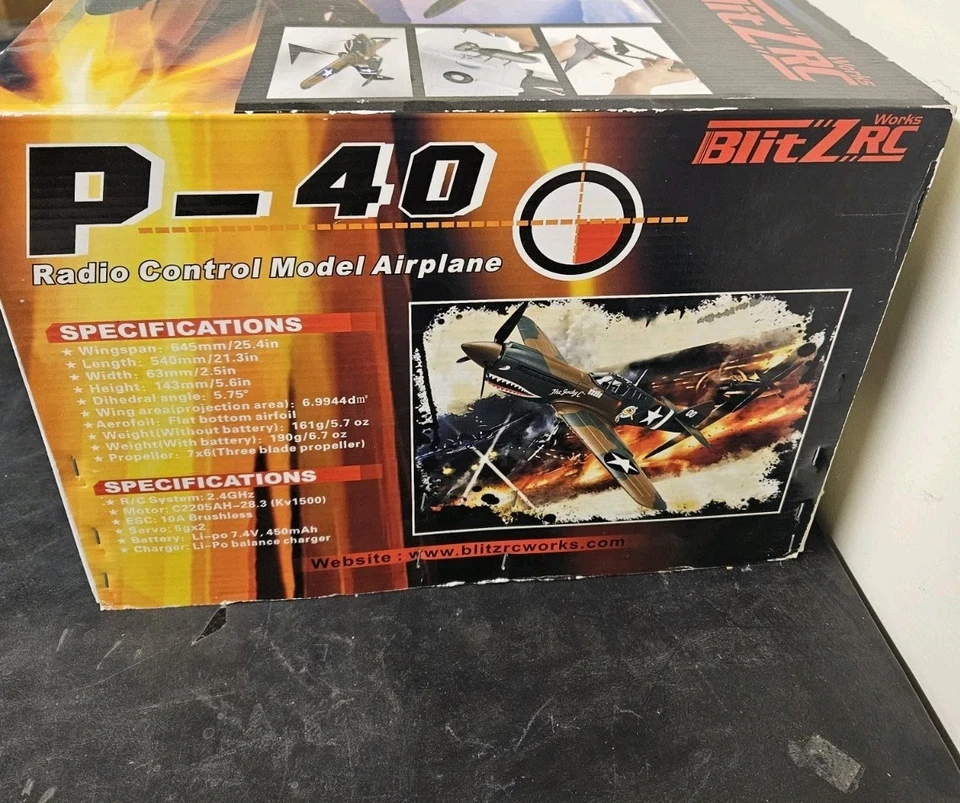 BlitZRC
Works
Works
BlitZRC
P-40
Radio Control Model Airplane
SPECIFICATIONS
★ Wingspan: 645mm/25.4in
★ Length: 540mm/21.3in
★ Width: 63mm/2.5in
★ Height: 143mm/5.6in
★ Dihedral angle: 5.75°
★ Wing area(projection area): 6.9944dm²
★ Aerofoil: Flat bottom airfoil
★ Weight(Without battery): 161g/5.7 oz
★ Weight(With battery): 190g/6.7 oz
★ Propeller: 7x6(Three blade propeller)
SPECIFICATIONS
★ R/C System: 2.4GHz
★ Motor: C2205AH-28.3 (Kv1500)
★ ESC: 10A Brushless
★ Servo: 5gx2
★ Battery: Li-po 7.4V, 450mAh
★ Charger: Li-Po balance charger
Website : www.blitzrcworks.com